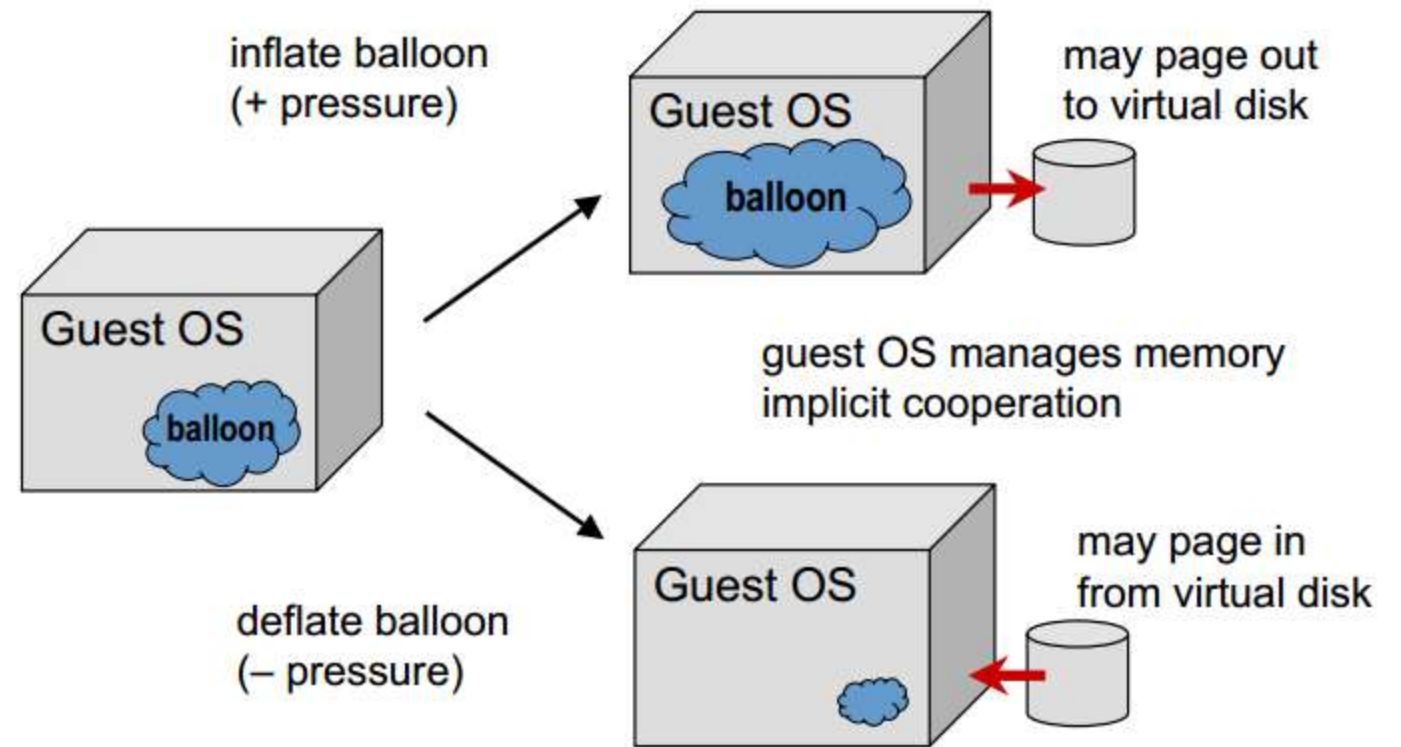 inflate balloon
(+ pressure)
Guest OS
balloon
may page out
to virtual disk
Guest OS
balloon
guest OS manages memory
implicit cooperation
Guest OS
may page in
from virtual disk
deflate balloon
(– pressure)